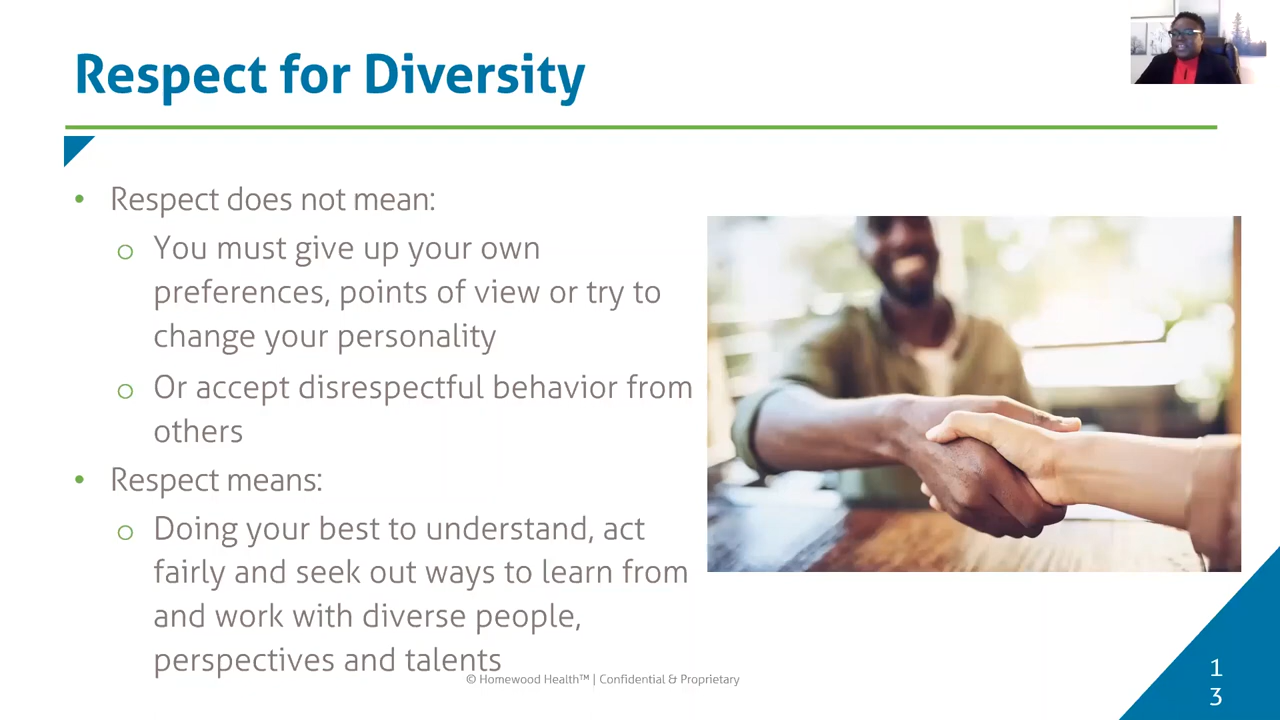 Respect for Diversity
• Respect does not mean:
o You must give up your own
preferences, points of view or try to
change your personality
o Or accept disrespectful behavior from
others
• Respect means:
o Doing your best to understand, act
fairly and seek out ways to learn from
and work with diverse people,
perspectives and talents
© Homewood Health™ | Confidential & Proprietary
1
3